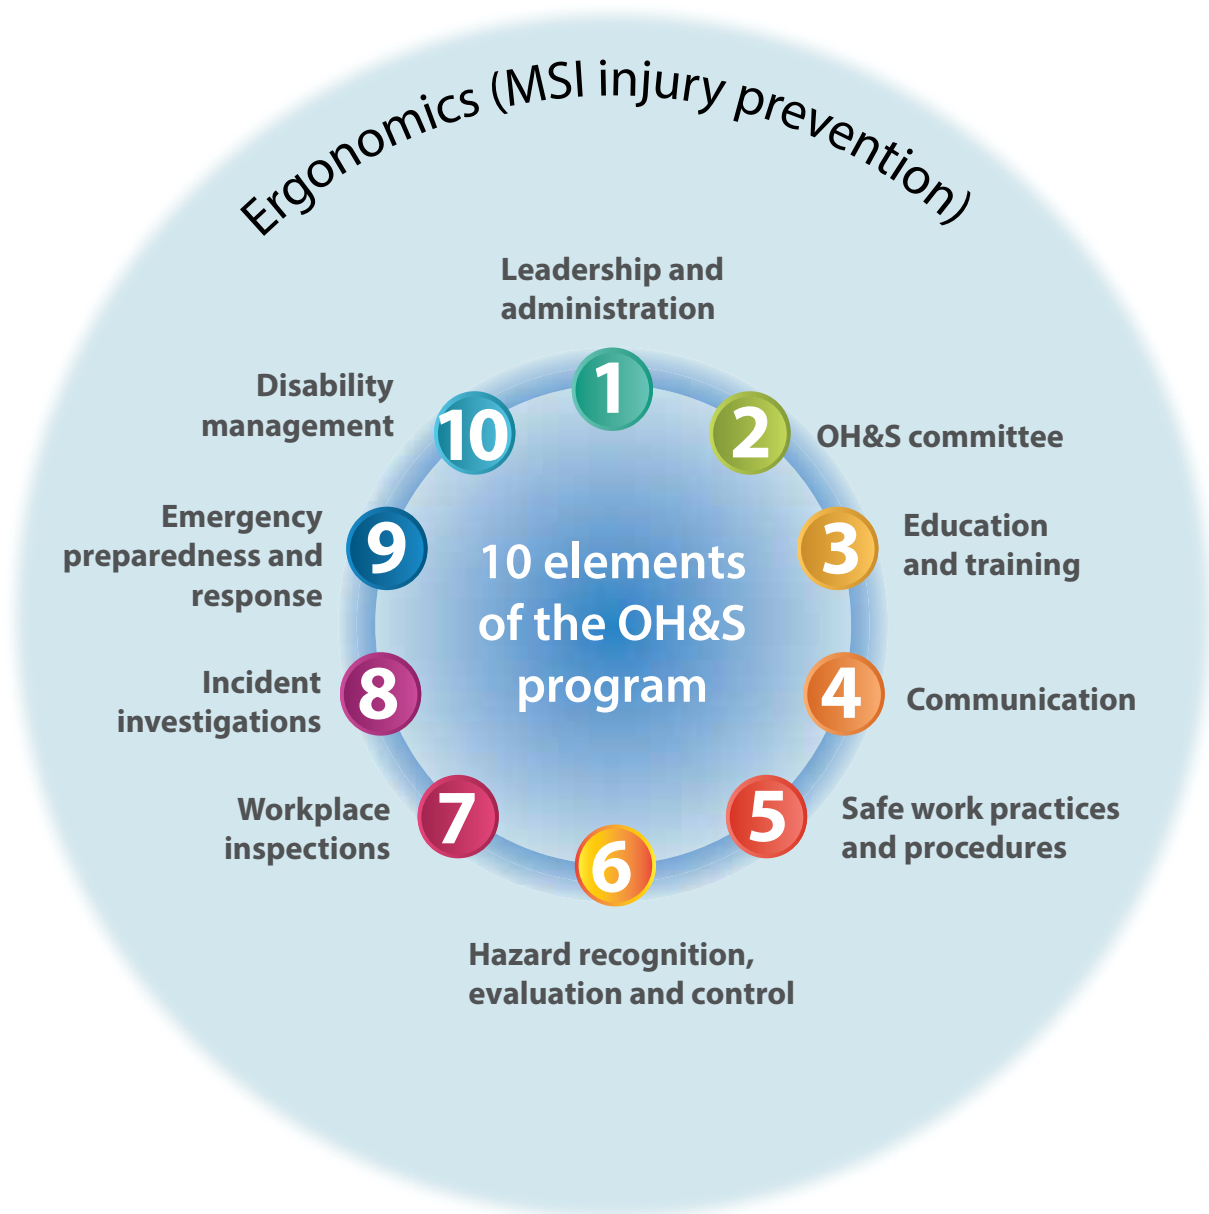 Ergonomics (MSI injury prevention)
Leadership and
administration
1
2
OH&S committee
3
Education
and training
4
Communication
5
Safe work practices
and procedures
6
Hazard recognition,
evaluation and control
7
Workplace
inspections
8
Incident
investigations
9
Emergency
preparedness and
response
10
Disability
management
10 elements
of the OH&S
program